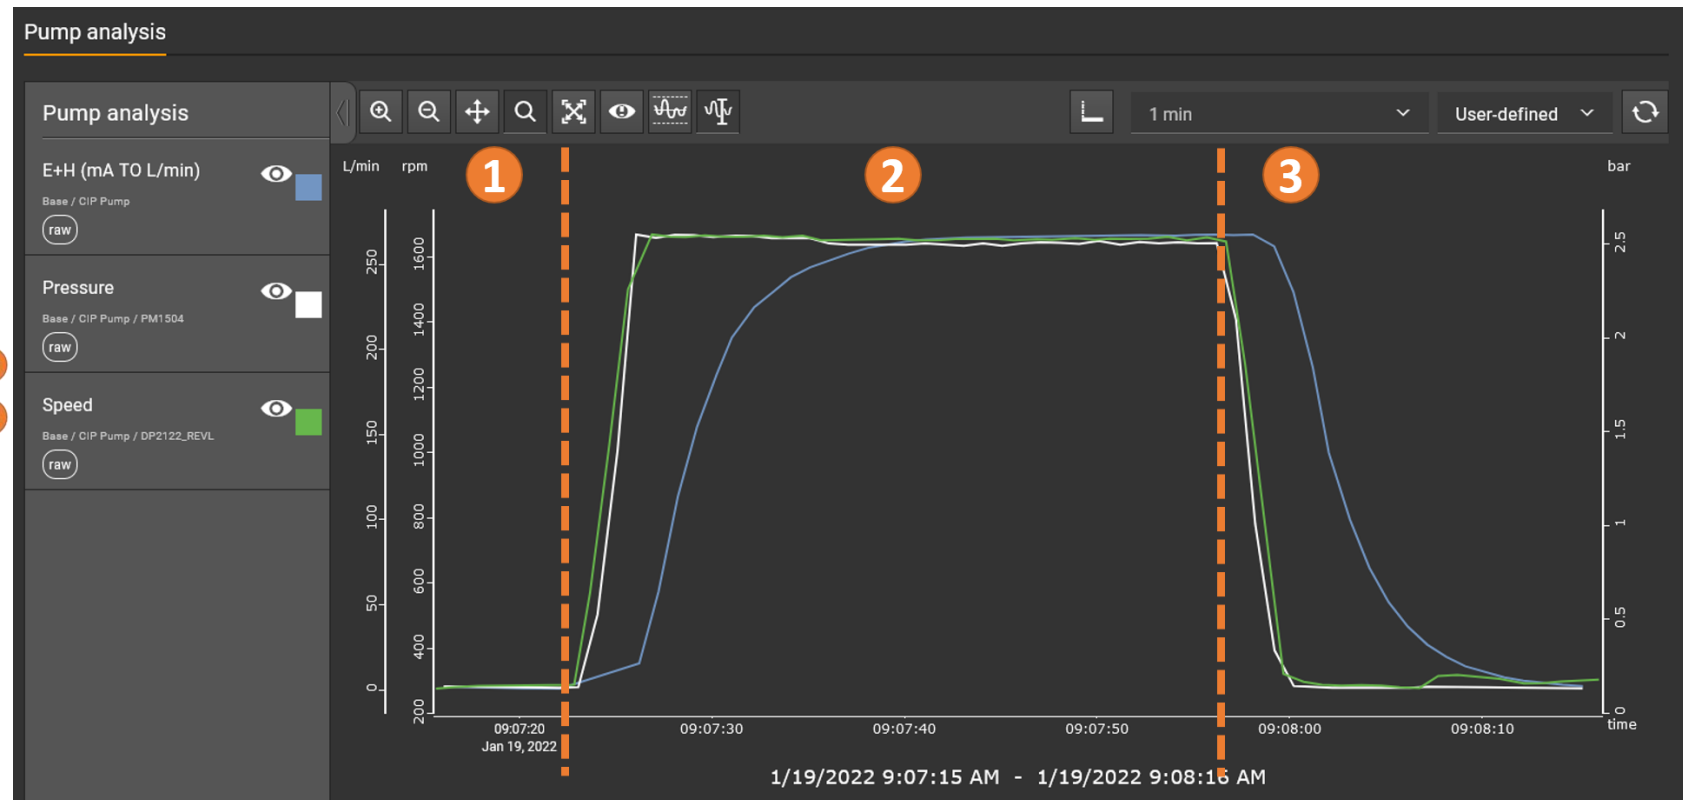 Pump analysis
Pump analysis
E+H (mA TO L/min)
Base / CIP Pump
raw
Pressure
Base / CIP Pump / PM1504
raw
Speed
Base / CIP Pump / DP2122_REVL
raw
1 min
User-defined
L/min rpm
bar
1
2
3
250
200
150
100
50
0
1600
1400
1200
1000
800
600
400
200
2.5
2
1.5
1
0.5
0
09:07:20 09:07:30 09:07:40 09:07:50 09:08:00 09:08:10 time
Jan 19, 2022
1/19/2022 9:07:15 AM - 1/19/2022 9:08:16 AM